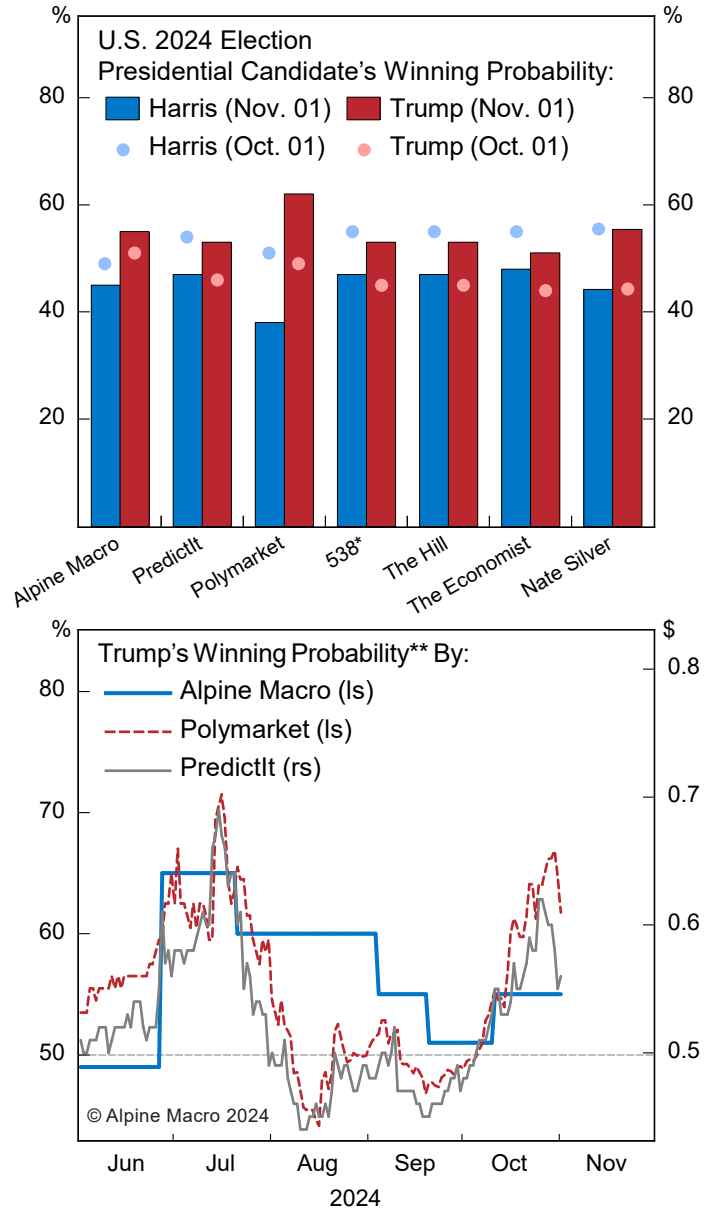 % %
U.S. 2024 Election
Presidential Candidate's Winning Probability:
80 80
Harris (Nov. 01) Trump (Nov. 01)
Harris (Oct. 01) Trump (Oct. 01)
60 60
40 40
20 20
Alpine Macro PredictIt Polymarket 538* The Hill The Economist Nate Silver
% $
Trump's Winning Probability** By:
0.8
80
Alpine Macro (ls)
Polymarket (ls)
PredictIt (rs)
0.7
70
60 0.6
50 0.5
© Alpine Macro 2024
Jun Jul Aug Sep Oct Nov
2024